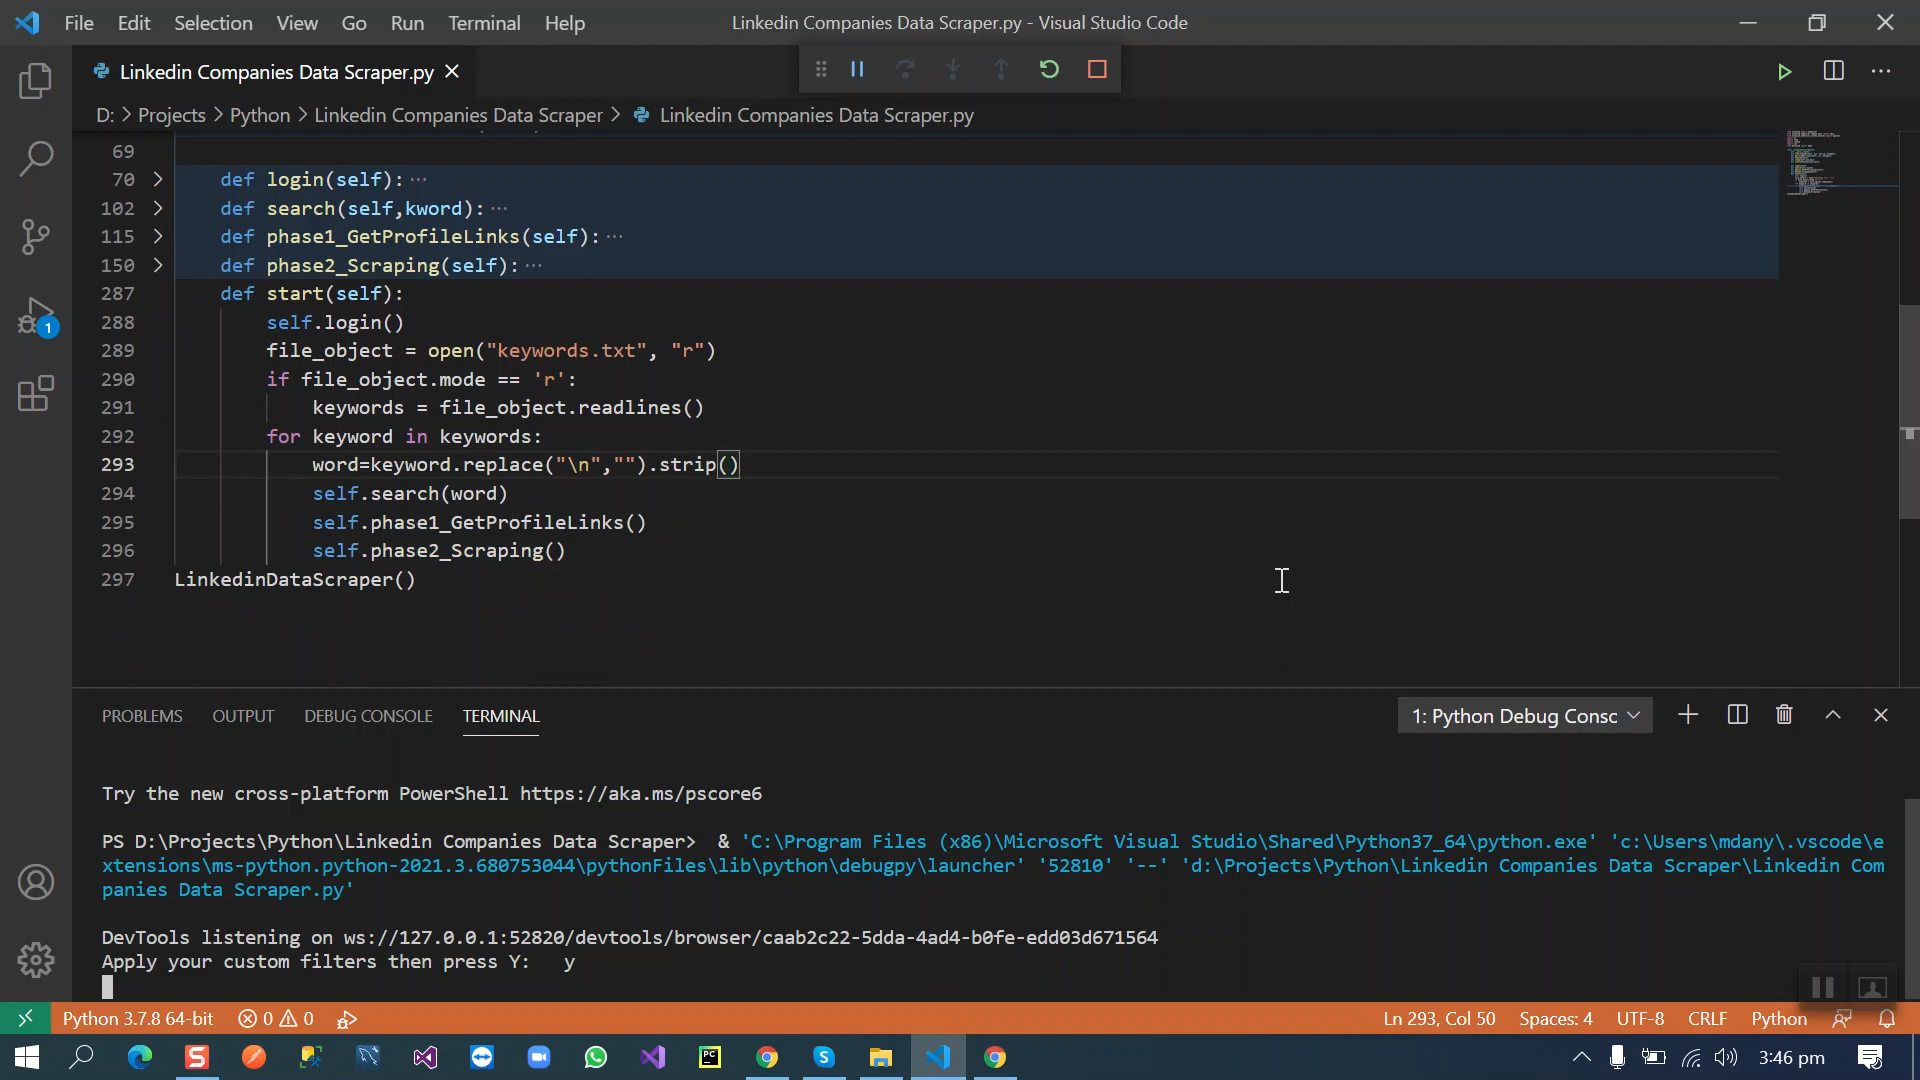 File Edit Selection View Go Run Terminal Help
Linkedin Companies Data Scraper.py - Visual Studio Code
Linkedin Companies Data Scraper.py
D: > Projects > Python > Linkedin Companies Data Scraper > Linkedin Companies Data Scraper.py
69
70 > def login(self): ...
102 > def search(self,kword): ...
115 > def phase1_GetProfileLinks(self): ...
150 > def phase2_Scraping(self): ...
287 def start(self):
288 self.login()
289 file_object = open("keywords.txt", "r")
290 if file_object.mode == 'r':
291 keywords = file_object.readlines()
292 for keyword in keywords:
293 word=keyword.replace("\n","").strip()
294 self.search(word)
295 self.phase1_GetProfileLinks()
296 self.phase2_Scraping()
297 LinkedinDataScraper()
1
PROBLEMS OUTPUT DEBUG CONSOLE TERMINAL
1: Python Debug Consc
Try the new cross-platform PowerShell https://aka.ms/pscore6
PS D:\Projects\Python\Linkedin Companies Data Scraper> & 'C:\Program Files (x86)\Microsoft Visual Studio\Shared\Python37_64\python.exe' 'c:\Users\mdany\.vscode\e
xtensions\ms-python.python-2021.3.680753044\pythonFiles\lib\python\debugpy\launcher' '52810' '--' 'd:\Projects\Python\Linkedin Companies Data Scraper\Linkedin Com
panies Data Scraper.py'
DevTools listening on ws://127.0.0.1:52820/devtools/browser/caab2c22-5dda-4ad4-b0fe-edd03d671564
Apply your custom filters then press Y: y
Python 3.7.8 64-bit 0 0
Ln 293, Col 50 Spaces: 4 UTF-8 CRLF Python
3:46 pm